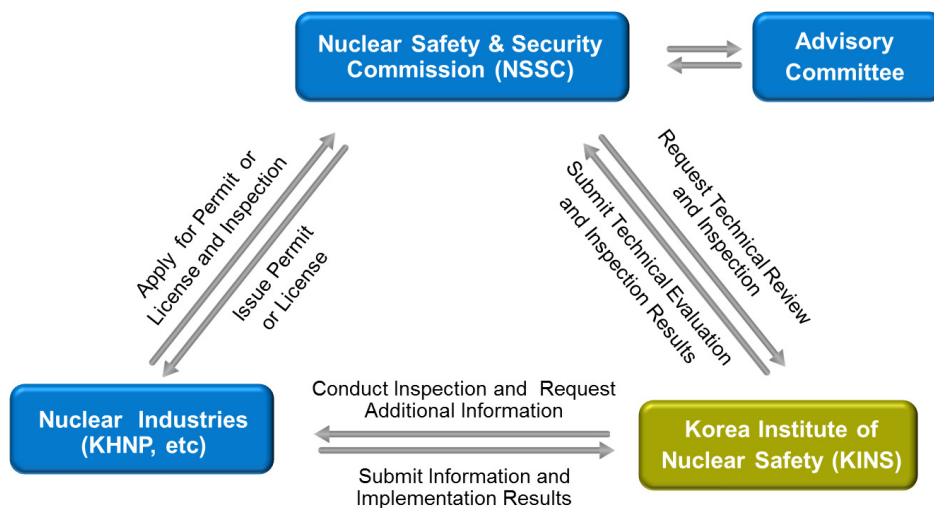 Nuclear Safety & Security
Commission (NSSC)
Advisory
Committee
Apply for Permit or
License and Inspection
Issue Permit
or License
Request Technical Review
and Inspection
Submit Technical Evaluation
and Inspection Results
Nuclear Industries
(KHNP, etc)
Conduct Inspection and Request
Additional Information
Submit Information and
Implementation Results
Korea Institute of
Nuclear Safety (KINS)